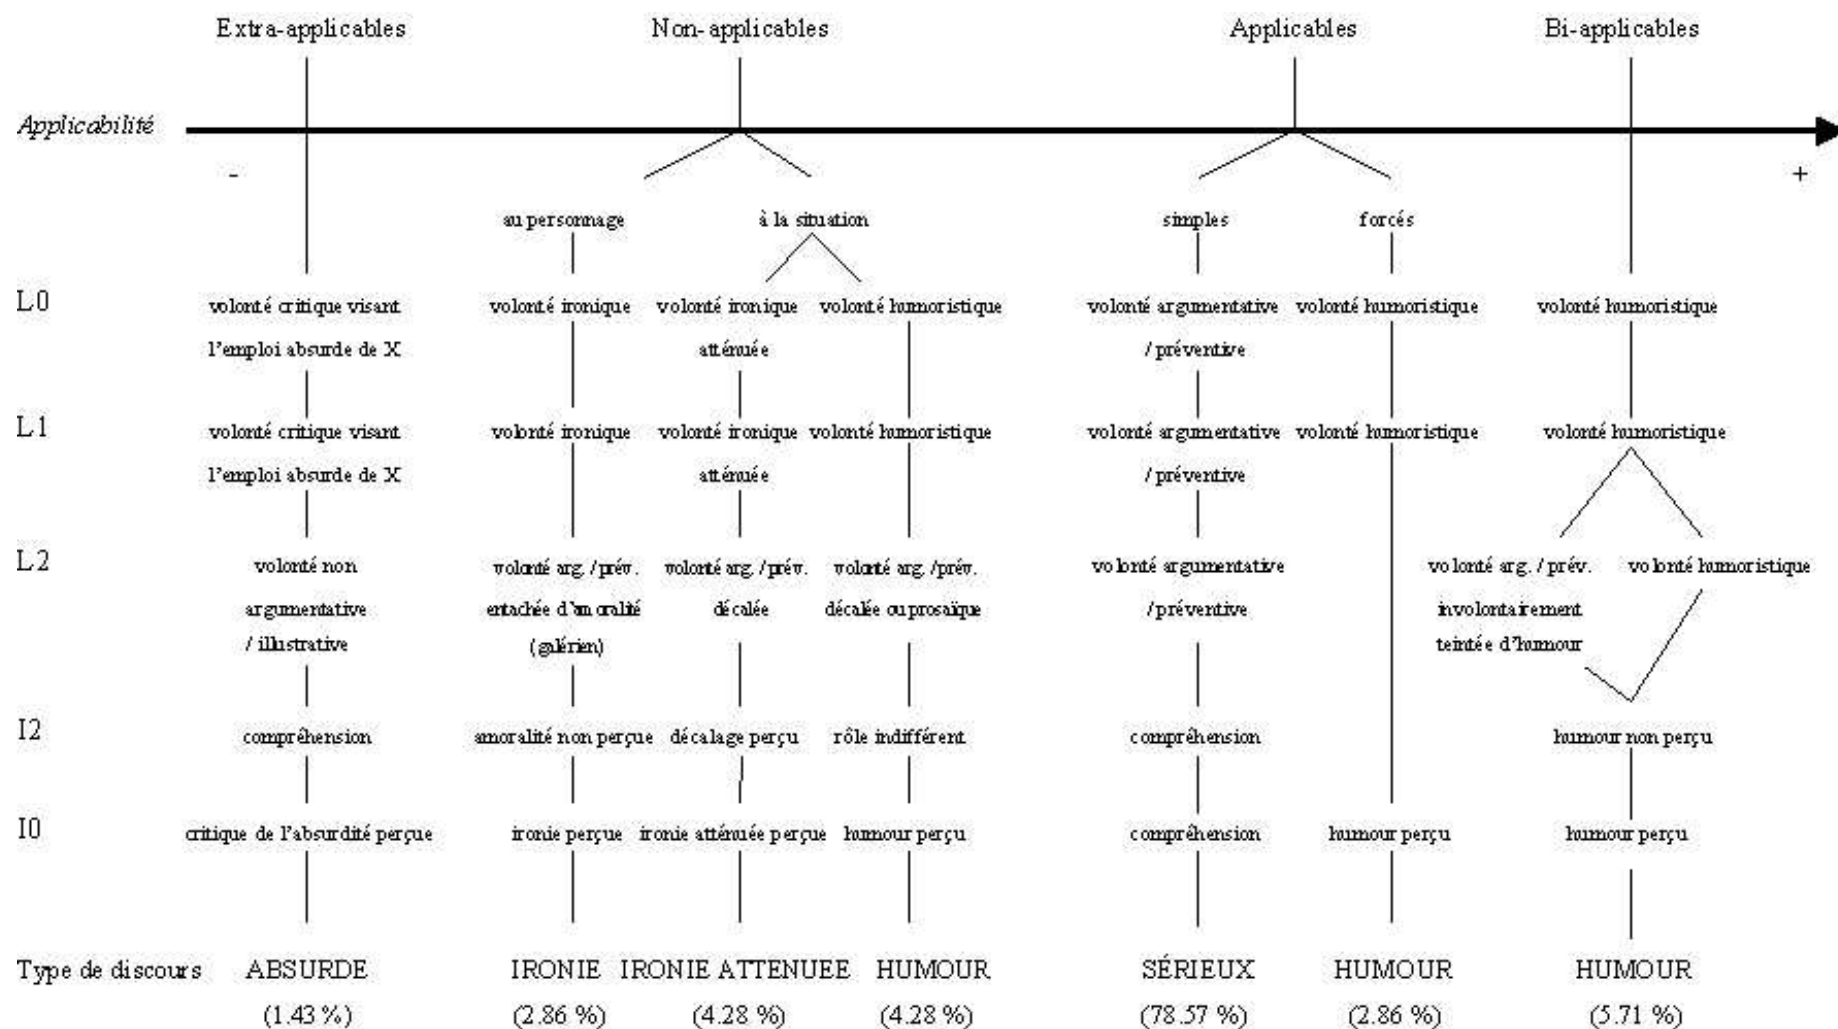 Extra-applicables Non-applicables Applicables Bi-applicables
Applicabilité
- +
au personnage à la situation simples forcés
L0 volonté critique visant volonté ironique volonté ironique volonté humoristique volonté argumentative volonté humoristique volonté humoristique
l'emploi absurde de X atténuée / préventive
L1 volonté critique visant volonté ironique volonté ironique volonté humoristique volonté argumentative volonté humoristique volonté humoristique
l'emploi absurde de X atténuée / préventive
L2 volonté non volonté arg. / prév. volonté arg. / prév. volonté arg. / prév. volonté argumentative volonté arg. / prév. volonté humoristique
argumentative entachée d'amoralité décalée décalée ou prosaïque / préventive involontairement
/ illustrative (galérien) teintée d'humour
I2 compréhension amoralité non perçue décalage perçu rôle indifférent compréhension humour non perçu
I0 critique de l'absurdité perçue ironie perçue ironie atténuée perçue humour perçu compréhension humour perçu humour perçu
Type de discours ABSURDE IRONIE IRONIE ATTENUEE HUMOUR SÉRIEUX HUMOUR HUMOUR
(1.43 %) (2.86 %) (4.28 %) (4.28 %) (78.57 %) (2.86 %) (5.71 %)